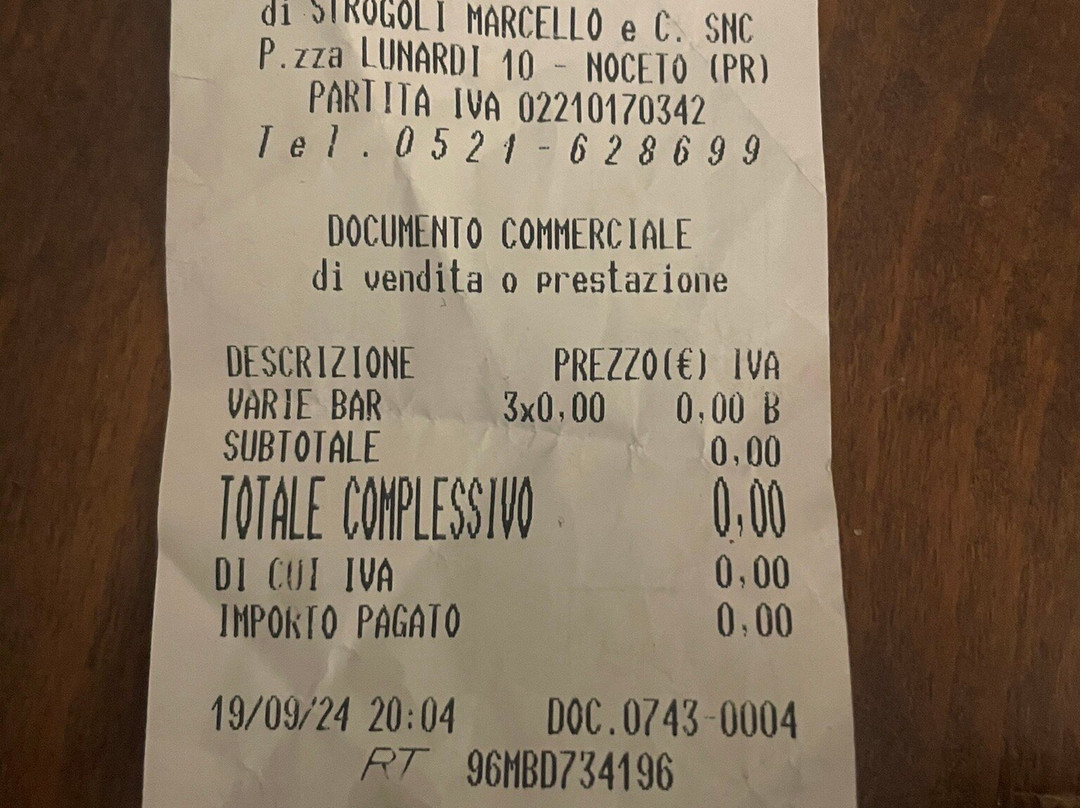 di STROGOLI MARCELLO e C. SNC
P.zza LUNARDI 10 - NOCETO (PR)
PARTITA IVA 02210170342
Tel. 0521-628699
DOCUMENTO COMMERCIALE
di vendita o prestazione
DESCRIZIONE PREZZO(€) IVA
VARIE BAR 3x0,00 0,00 B
SUBTOTALE 0,00
TOTALE COMPLESSIVO 0,00
DI CUI IVA 0,00
IMPORTO PAGATO 0,00
19/09/24 20:04 DOC.0743-0004
RT 96MBD734196